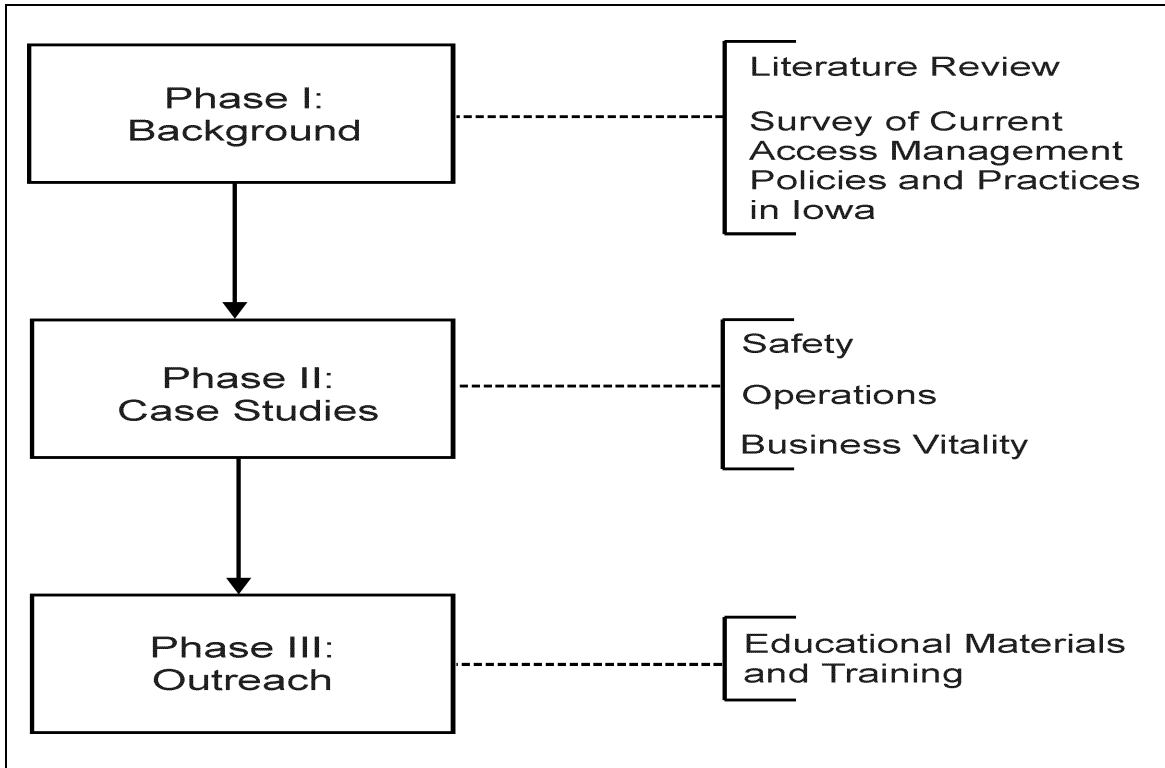 Phase I:
Background
Literature Review
Survey of Current
Access Management
Policies and Practices
in Iowa
Phase II:
Case Studies
Safety
Operations
Business Vitality
Phase III:
Outreach
Educational Materials
and Training